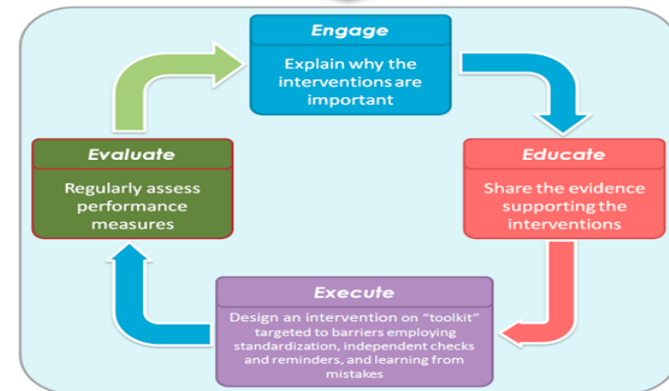 Engage
Explain why the
interventions are
important
Evaluate
Regularly assess
performance
measures
Educate
Share the evidence
supporting the
interventions
Execute
Design an intervention on “toolkit”
targeted to barriers employing
standardization, independent checks
and reminders, and learning from
mistakes